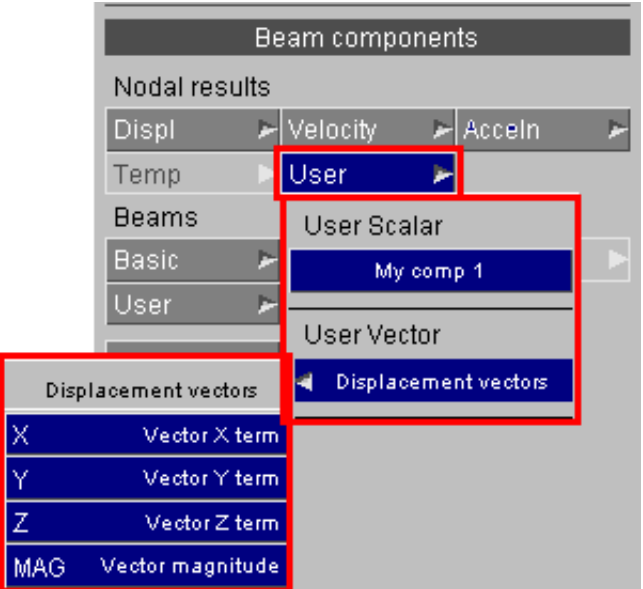 Beam components
Nodal results
Displ Velocity Acceln
Temp User
Beams
Basic
User
User Scalar
My comp 1
User Vector
Displacement vectors
Displacement vectors
X Vector X term
Y Vector Y term
Z Vector Z term
MAG Vector magnitude